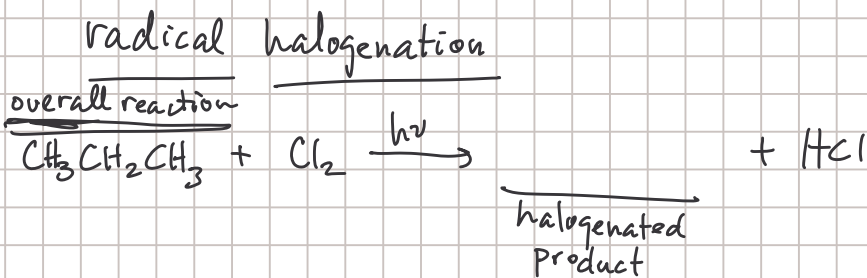 radical halogenation
overall reaction
CH₃CH₂CH₃ + Cl₂ hν → + HCl
halogenated
product